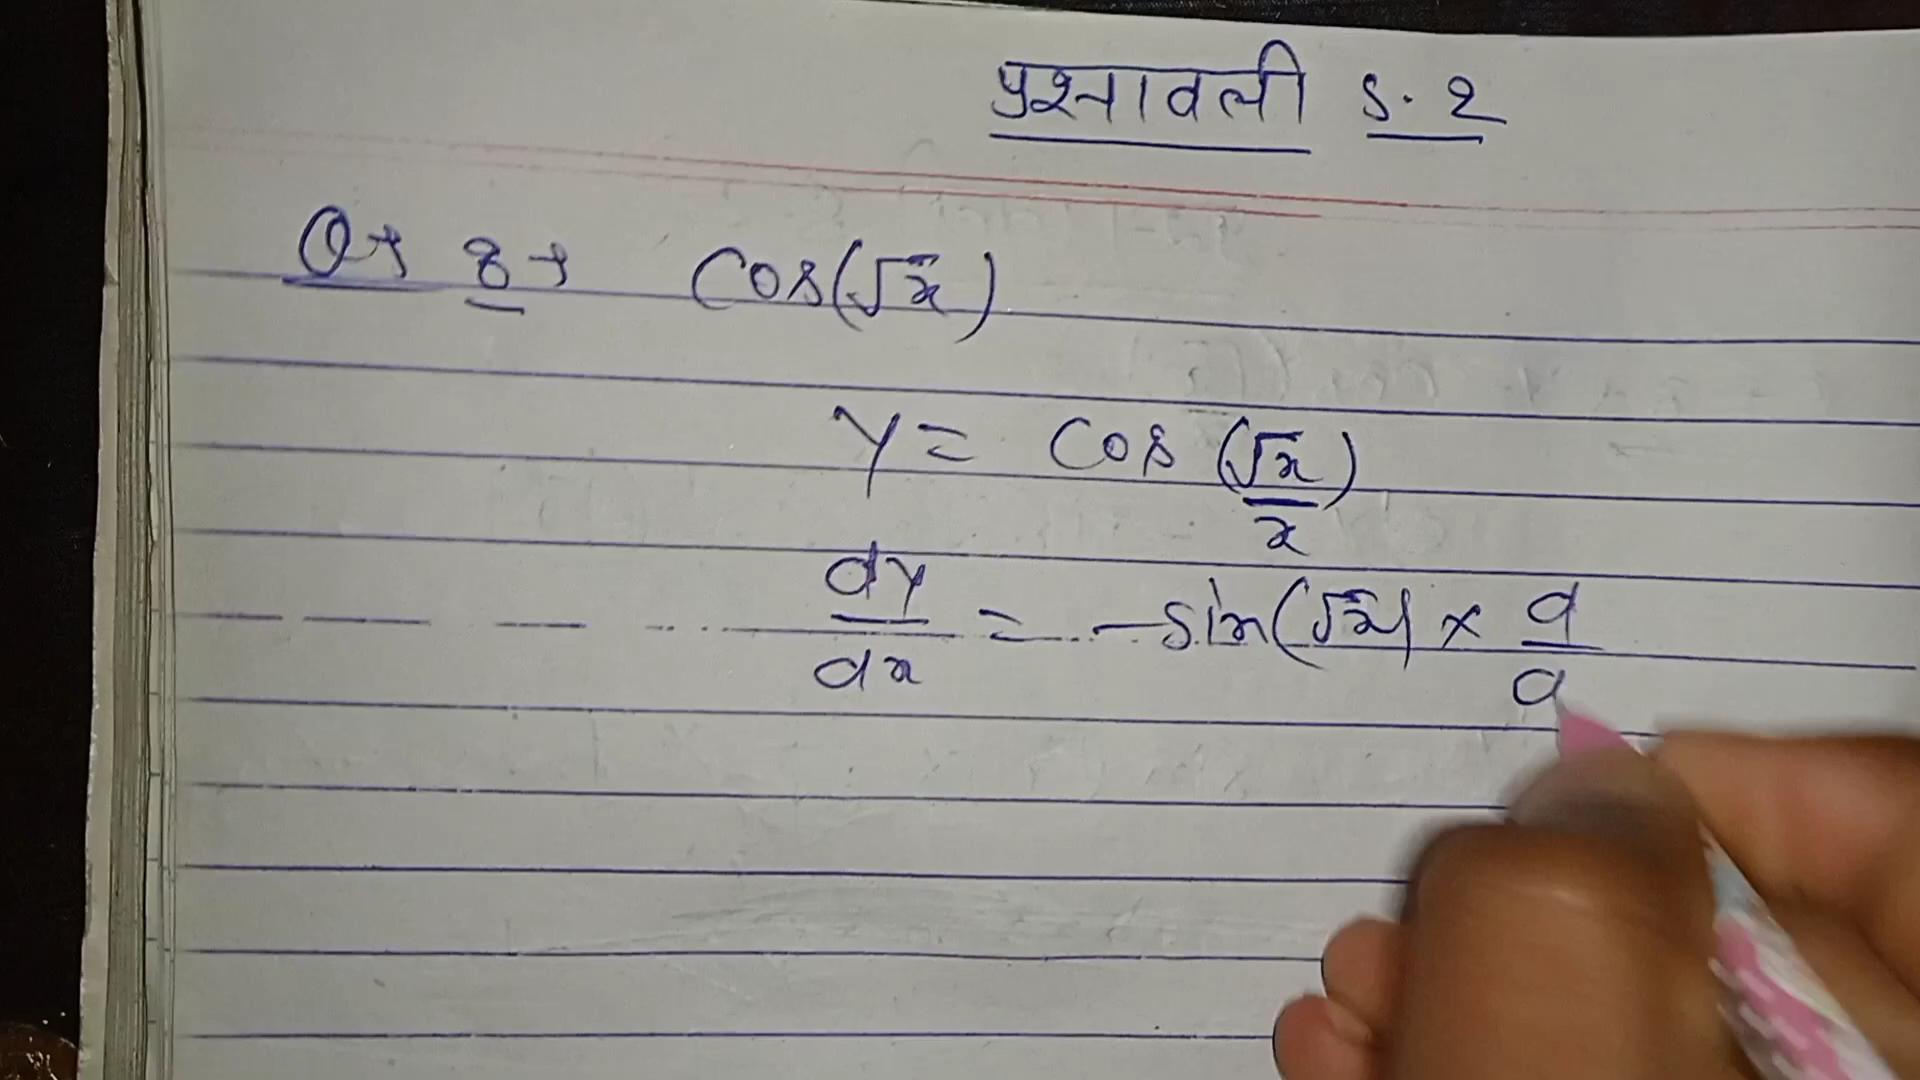 प्रश्नावली 5.2
Q→ 8→ Cos(√x)
y = Cos (√x)
x
dy/dx = -sin(√x) × d/d